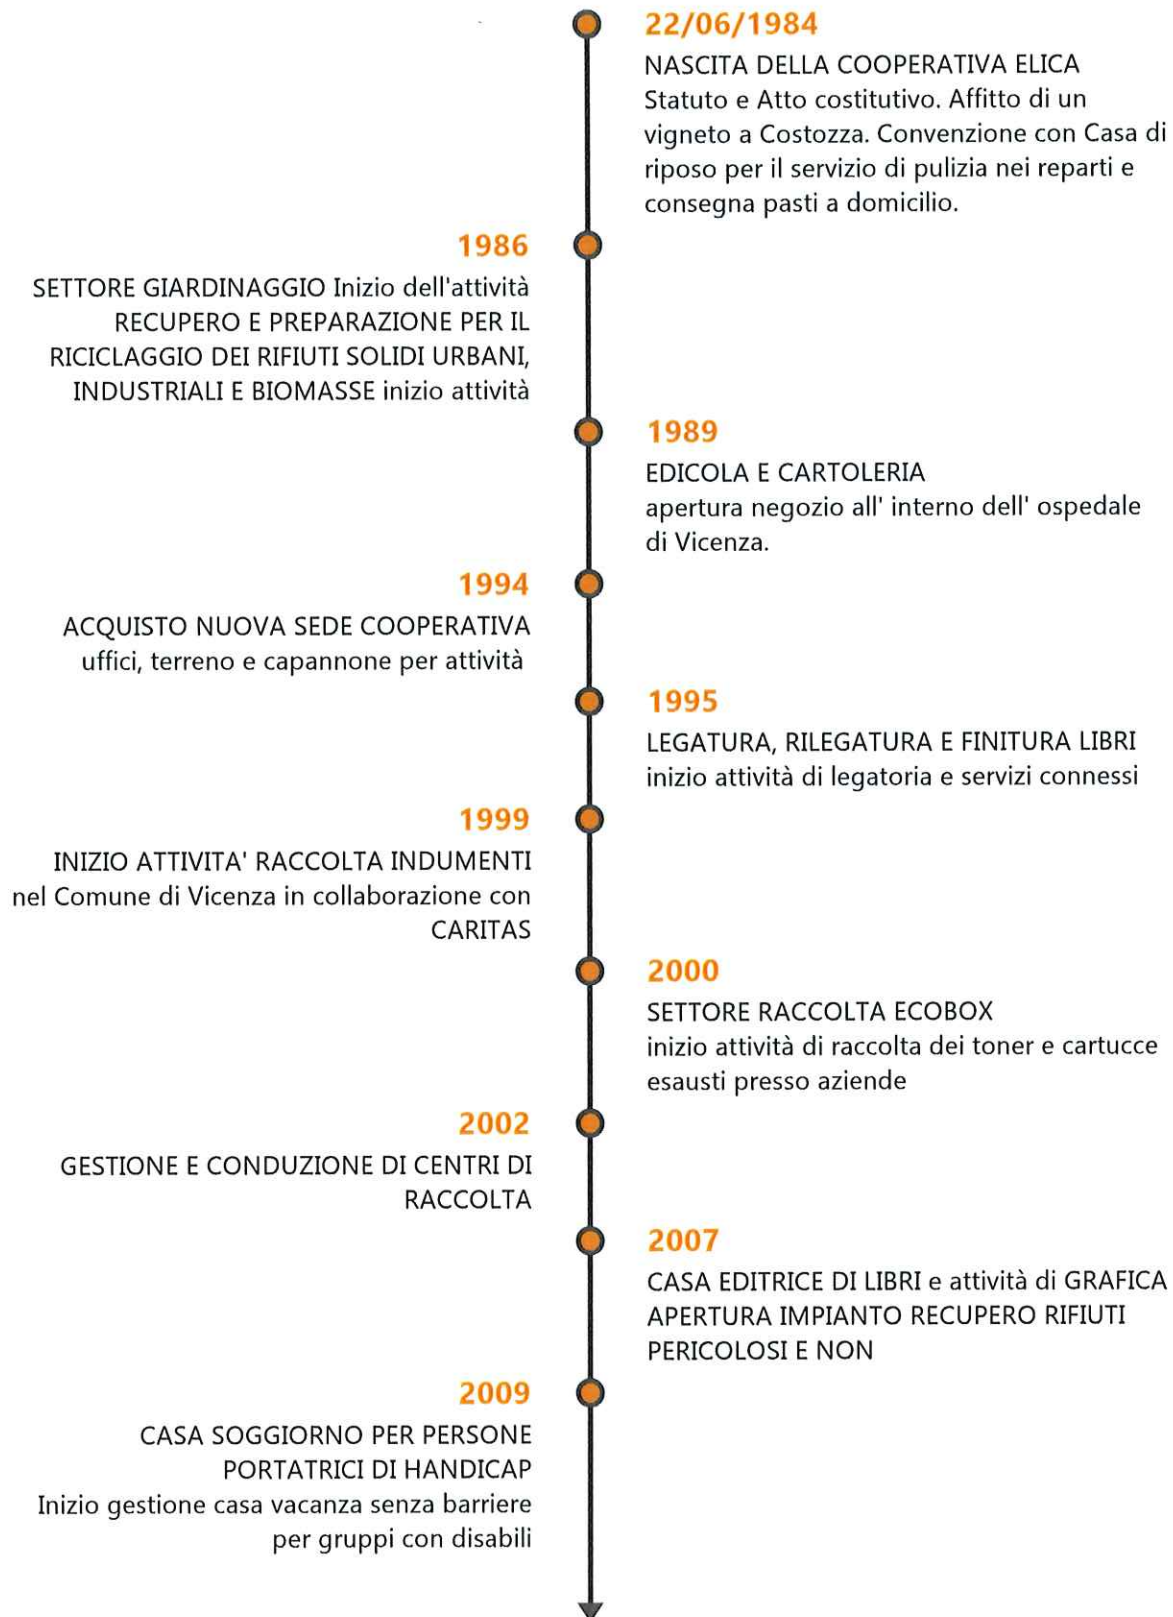 22/06/1984
NASCITA DELLA COOPERATIVA ELICA
Statuto e Atto costitutivo. Affitto di un
vigneto a Costozza. Convenzione con Casa di
riposo per il servizio di pulizia nei reparti e
consegna pasti a domicilio.
1986
SETTORE GIARDINAGGIO Inizio dell'attività
RECUPERO E PREPARAZIONE PER IL
RICICLAGGIO DEI RIFIUTI SOLIDI URBANI,
INDUSTRIALI E BIOMASSE inizio attività
1989
EDICOLA E CARTOLERIA
apertura negozio all' interno dell' ospedale
di Vicenza.
1994
ACQUISTO NUOVA SEDE COOPERATIVA
uffici, terreno e capannone per attività
1995
LEGATURA, RILEGATURA E FINITURA LIBRI
inizio attività di legatoria e servizi connessi
1999
INIZIO ATTIVITA' RACCOLTA INDUMENTI
nel Comune di Vicenza in collaborazione con
CARITAS
2000
SETTORE RACCOLTA ECOBOX
inizio attività di raccolta dei toner e cartucce
esausti presso aziende
2002
GESTIONE E CONDUZIONE DI CENTRI DI
RACCOLTA
2007
CASA EDITRICE DI LIBRI e attività di GRAFICA
APERTURA IMPIANTO RECUPERO RIFIUTI
PERICOLOSI E NON
2009
CASA SOGGIORNO PER PERSONE
PORTATRICI DI HANDICAP
Inizio gestione casa vacanza senza barriere
per gruppi con disabili